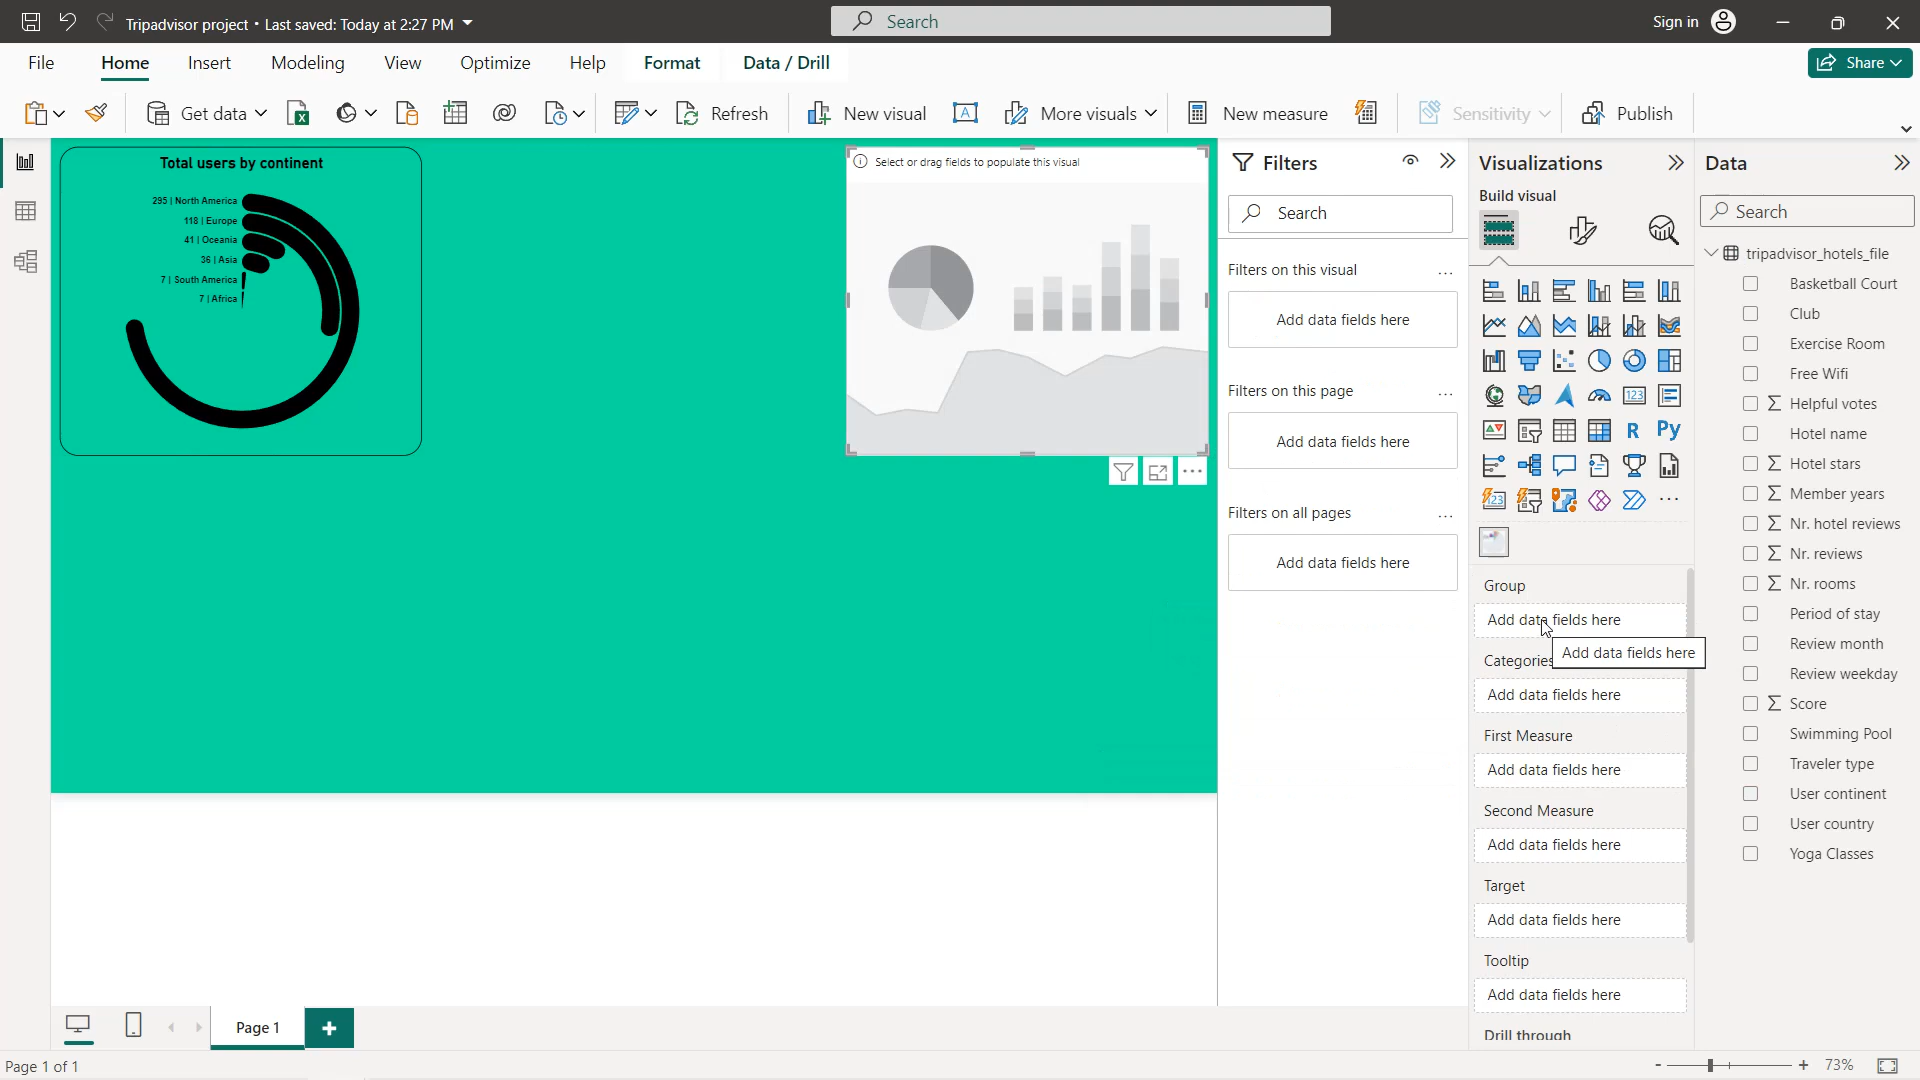 Tripadvisor project • Last saved: Today at 2:27 PM
Search
Sign in
File Home Insert Modeling View Optimize Help Format Data / Drill
Share
Get data
Refresh
New visual
A
More visuals
New measure
Sensitivity
Publish
Total users by continent
295 | North America
118 | Europe
41 | Oceania
36 | Asia
7 | South America
7 | Africa
Select or drag fields to populate this visual
Filters
Search
Filters on this visual
Add data fields here
Filters on this page
Add data fields here
Filters on all pages
Add data fields here
Visualizations
Build visual
123
R
Py
123
Group
Add data fields here
Add data fields here
Categories
Add data fields here
First Measure
Add data fields here
Second Measure
Add data fields here
Target
Add data fields here
Tooltip
Add data fields here
Drill through
Data
Search
tripadvisor_hotels_file
Basketball Court
Club
Exercise Room
Free Wifi
Σ Helpful votes
Hotel name
Σ Hotel stars
Σ Member years
Σ Nr. hotel reviews
Σ Nr. reviews
Σ Nr. rooms
Period of stay
Review month
Review weekday
Σ Score
Swimming Pool
Traveler type
User continent
User country
Yoga Classes
Page 1
+
Page 1 of 1
- + 73%